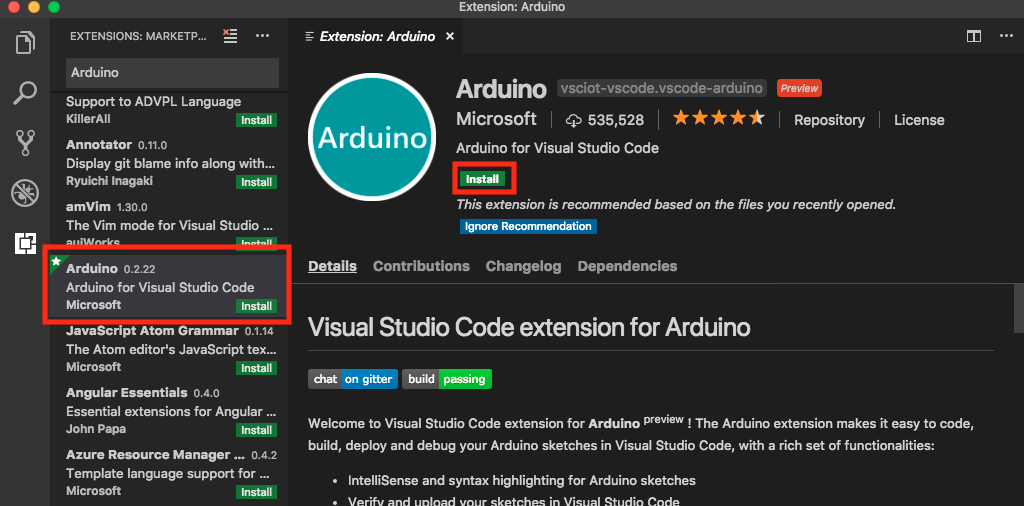 Extension: Arduino
EXTENSIONS: MARKETP...
Arduino
Support to ADVPL Language
KillerAll
Install
Annotator 0.11.0
Display git blame info along with...
Ryuichi Inagaki
Install
amVim 1.30.0
The Vim mode for Visual Studio ...
auiWorks
Install
Arduino 0.2.22
Arduino for Visual Studio Code
Microsoft
Install
JavaScript Atom Grammar 0.1.14
The Atom editor's JavaScript tex...
Microsoft
Install
Angular Essentials 0.4.0
Essential extensions for Angular ...
John Papa
Install
Azure Resource Manager ... 0.4.2
Template language support for ...
Microsoft
Install
Extension: Arduino
Arduino
Arduino vsciot-vscode.vscode-arduino Preview
Microsoft 535,528 Repository License
Arduino for Visual Studio Code
Install
This extension is recommended based on the files you recently opened.
Ignore Recommendation
Details Contributions Changelog Dependencies
Visual Studio Code extension for Arduino
chat on gitter build passing
Welcome to Visual Studio Code extension for Arduino preview ! The Arduino extension makes it easy to code,
build, deploy and debug your Arduino sketches in Visual Studio Code, with a rich set of functionalities:
• IntelliSense and syntax highlighting for Arduino sketches
• Verify and upload your sketches in Visual Studio Code